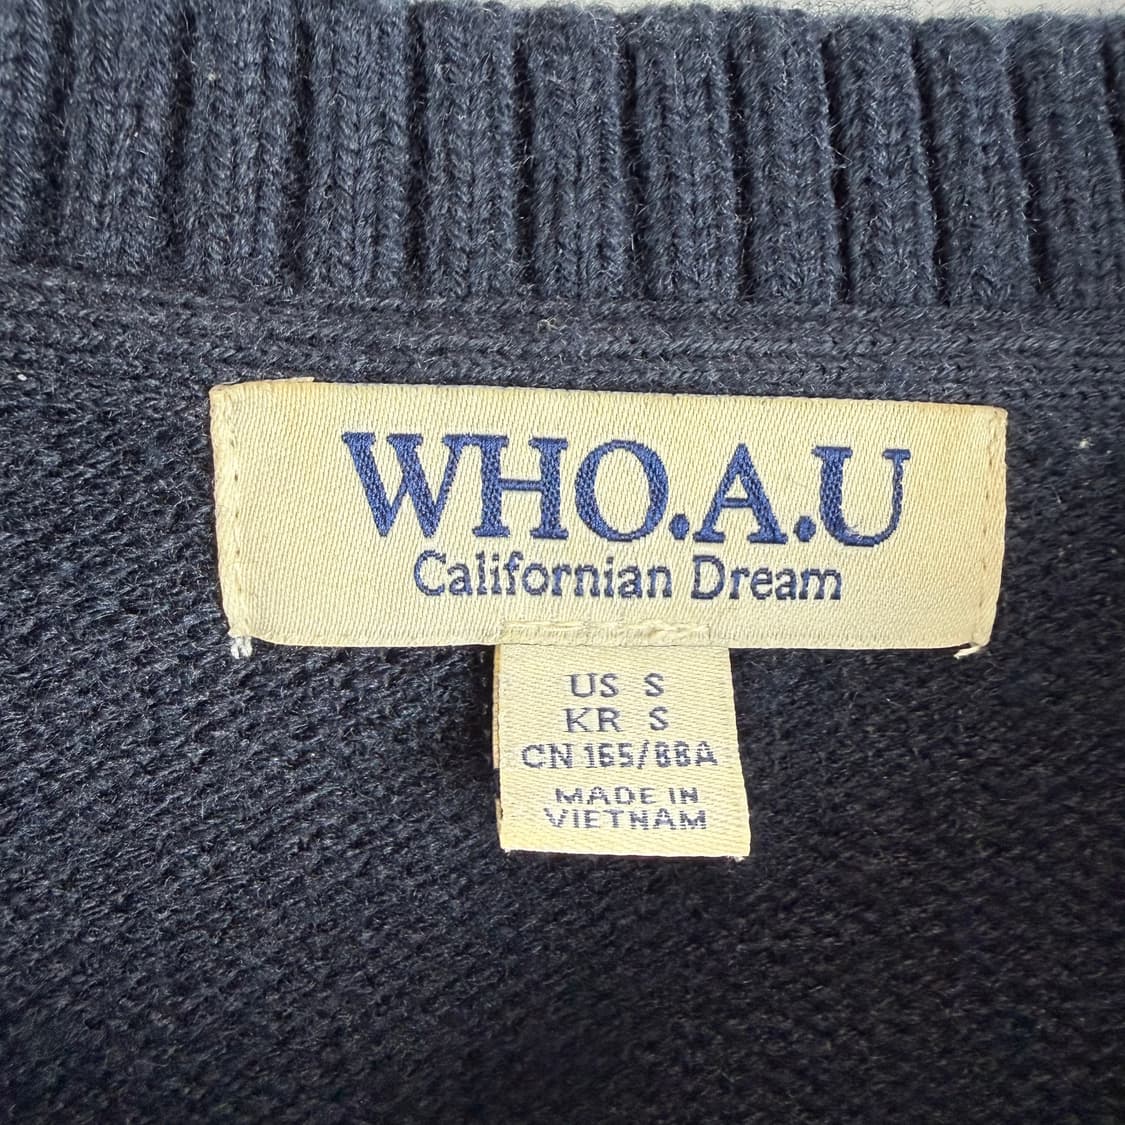 WHO.A.U
Californian Dream
US S
KR S
CN 165/88A
MADE IN
VIETNAM